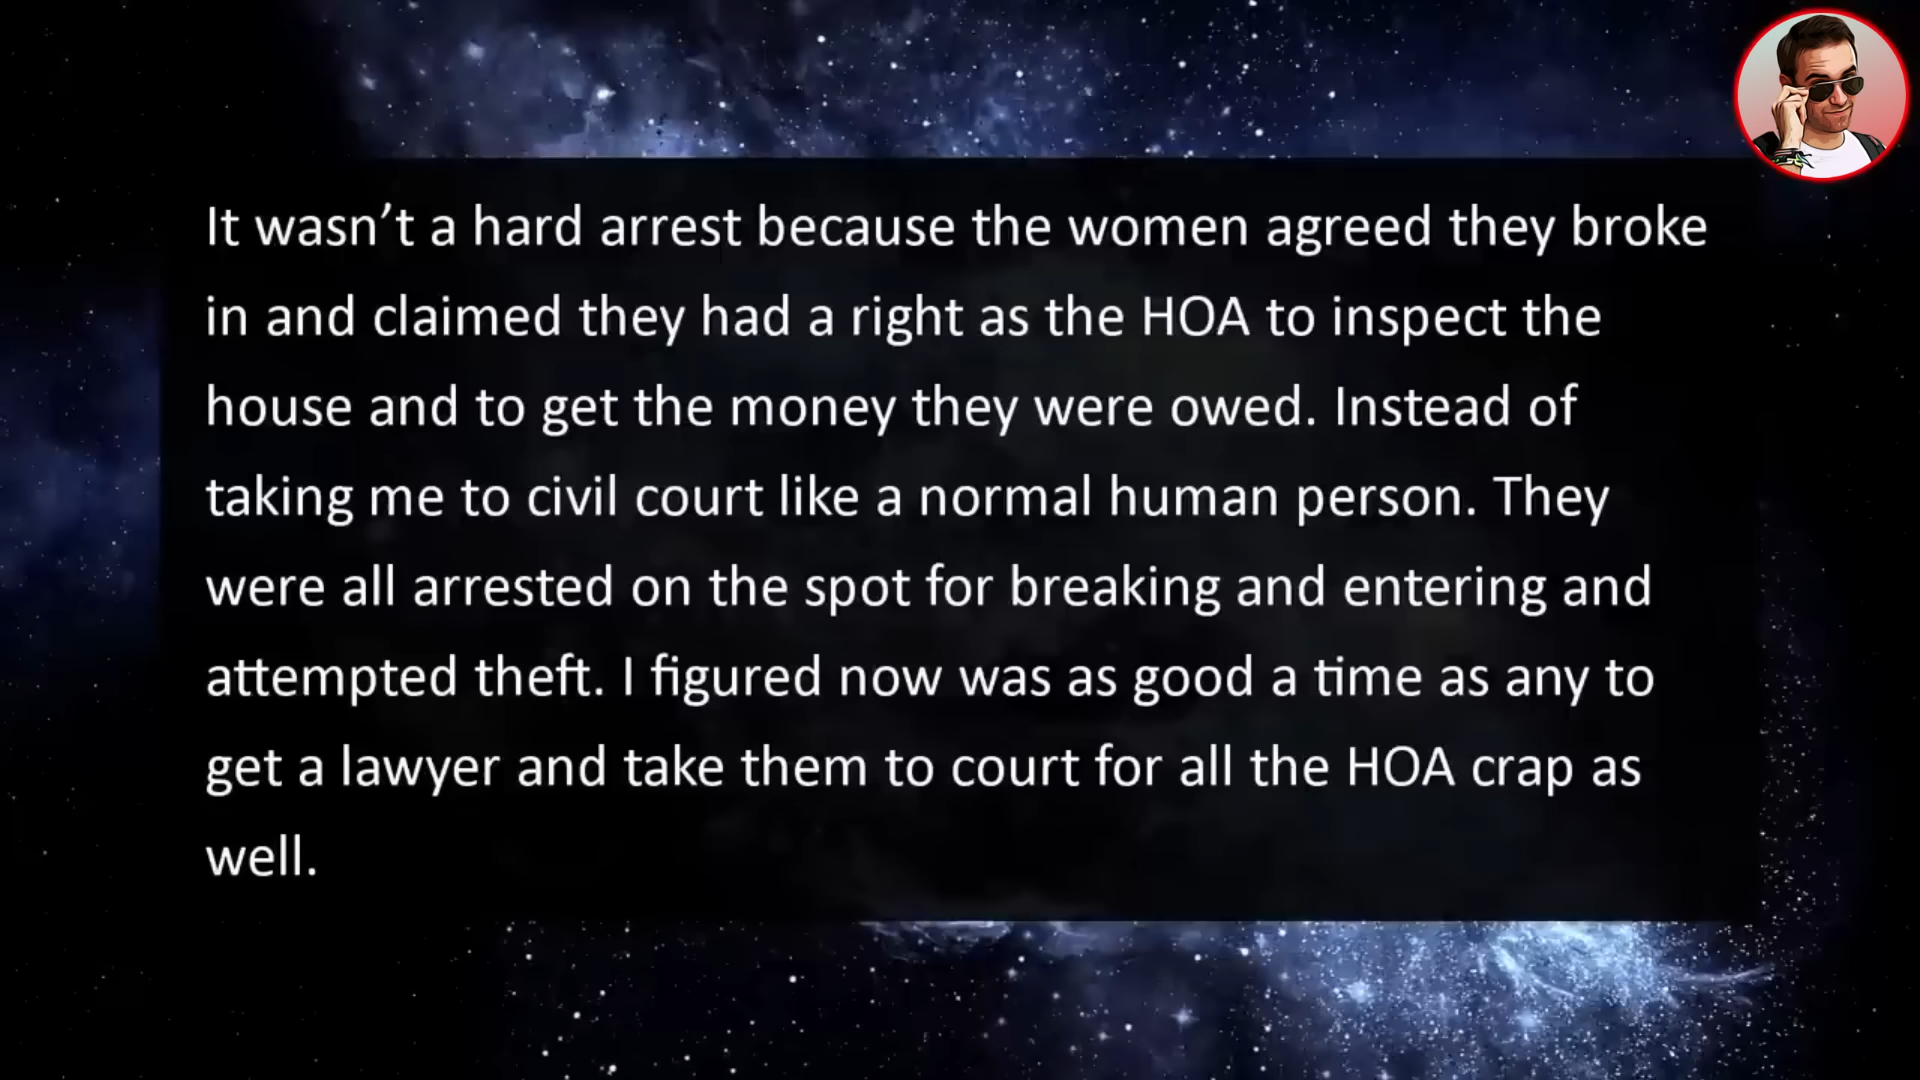 It wasn’t a hard arrest because the women agreed they broke
in and claimed they had a right as the HOA to inspect the
house and to get the money they were owed. Instead of
taking me to civil court like a normal human person. They
were all arrested on the spot for breaking and entering and
attempted theft. I figured now was as good a time as any to
get a lawyer and take them to court for all the HOA crap as
well.